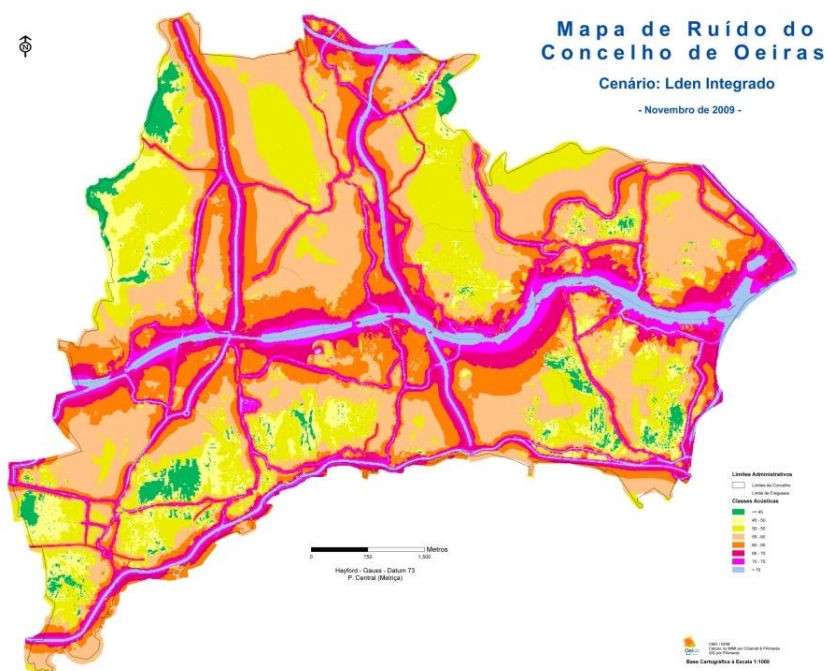 Mapa de Ruído do
Concelho de Oeiras
Cenário: Lden Integrado
- Novembro de 2009 -
N
Limites Administrativos
Limite de Concelho
Limite de Freguesia
Classes Acústicas
<= 45
45 - 50
50 - 55
55 - 60
60 - 65
65 - 70
70 - 75
> 75
Metros
0 750 1,500
Hayford - Gauss - Datum 73
P. Central (Melriça)
Base Cartográfica à Escala 1:1000